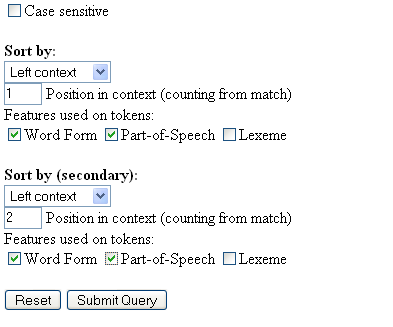 Case sensitive
Sort by:
Left context
1 Position in context (counting from match)
Features used on tokens:
Word Form Part-of-Speech Lexeme
Sort by (secondary):
Left context
2 Position in context (counting from match)
Features used on tokens:
Word Form Part-of-Speech Lexeme
Reset Submit Query